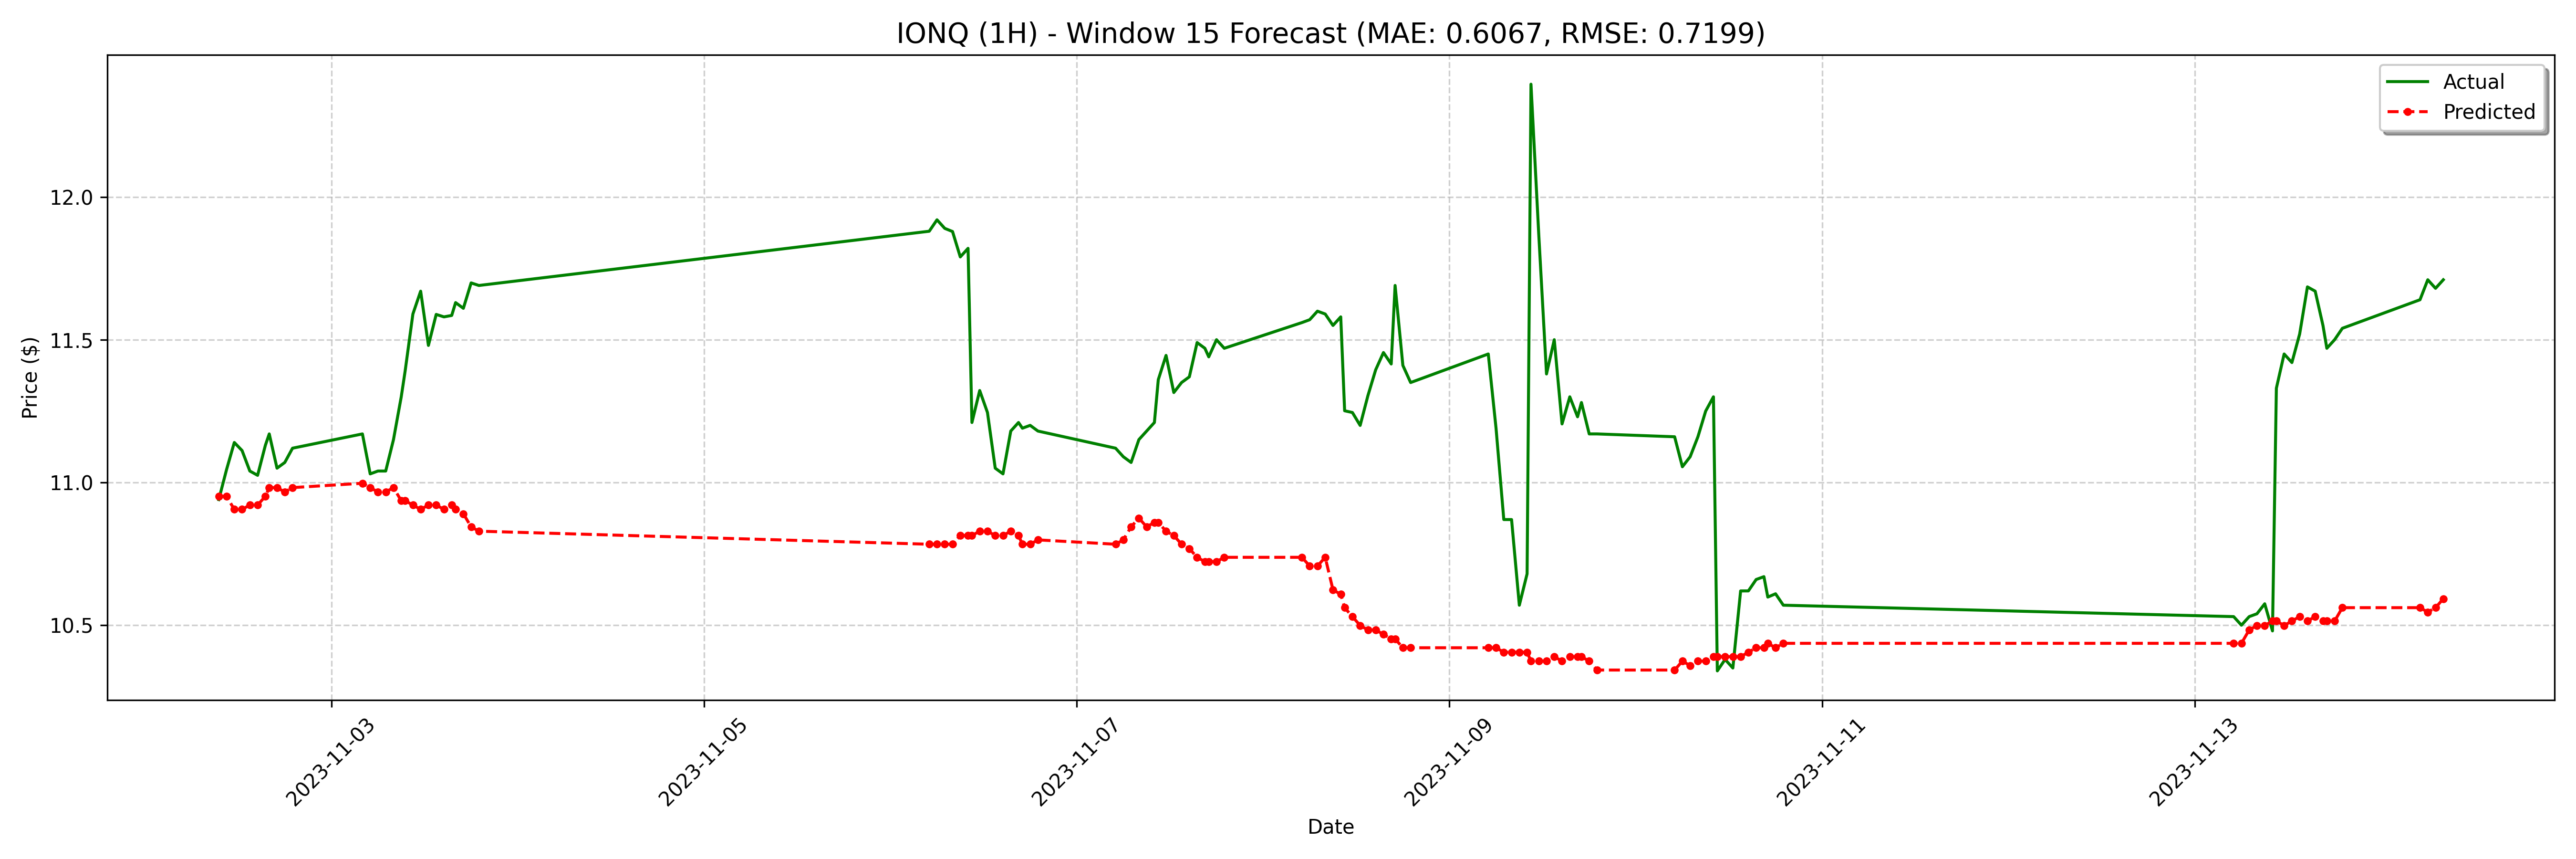 IONQ (1H) - Window 15 Forecast (MAE: 0.6067, RMSE: 0.7199)
Actual
Predicted
Price ($)
12.0
11.5
11.0
10.5
2023-11-03
2023-11-05
2023-11-07
2023-11-09
2023-11-11
2023-11-13
Date